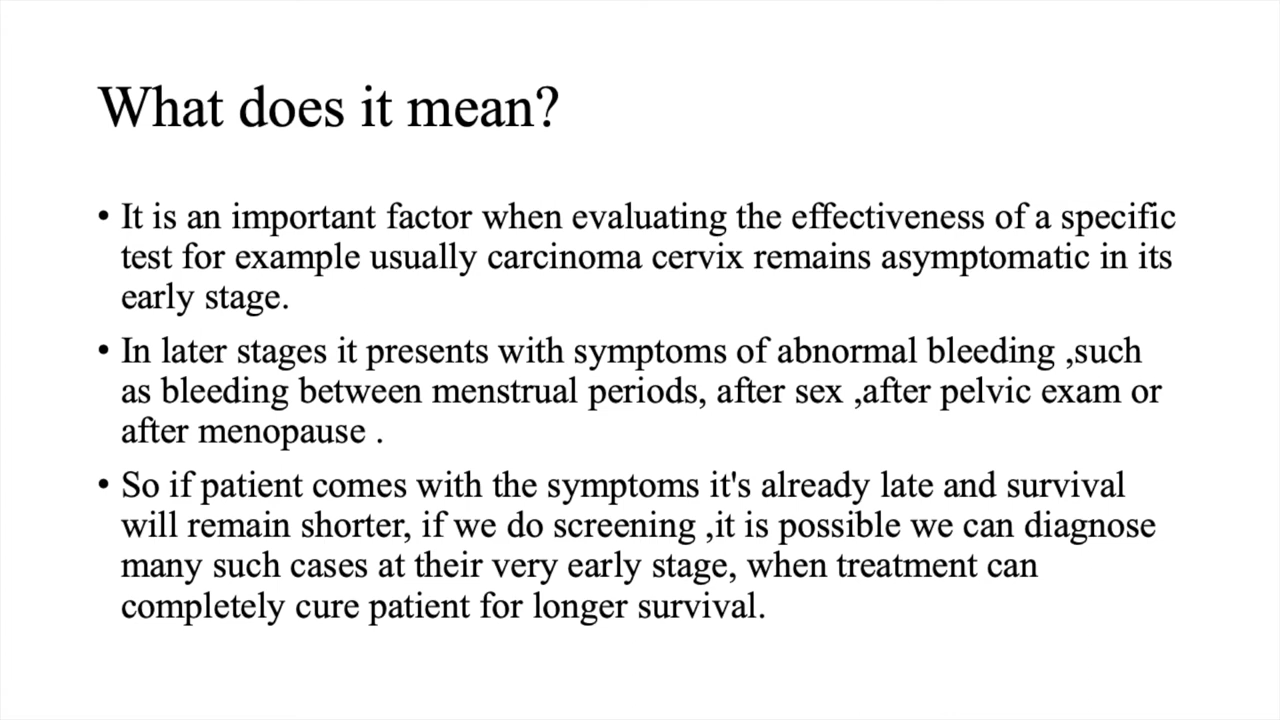 What does it mean?
• It is an important factor when evaluating the effectiveness of a specific
test for example usually carcinoma cervix remains asymptomatic in its
early stage.
• In later stages it presents with symptoms of abnormal bleeding ,such
as bleeding between menstrual periods, after sex ,after pelvic exam or
after menopause .
• So if patient comes with the symptoms it's already late and survival
will remain shorter, if we do screening ,it is possible we can diagnose
many such cases at their very early stage, when treatment can
completely cure patient for longer survival.